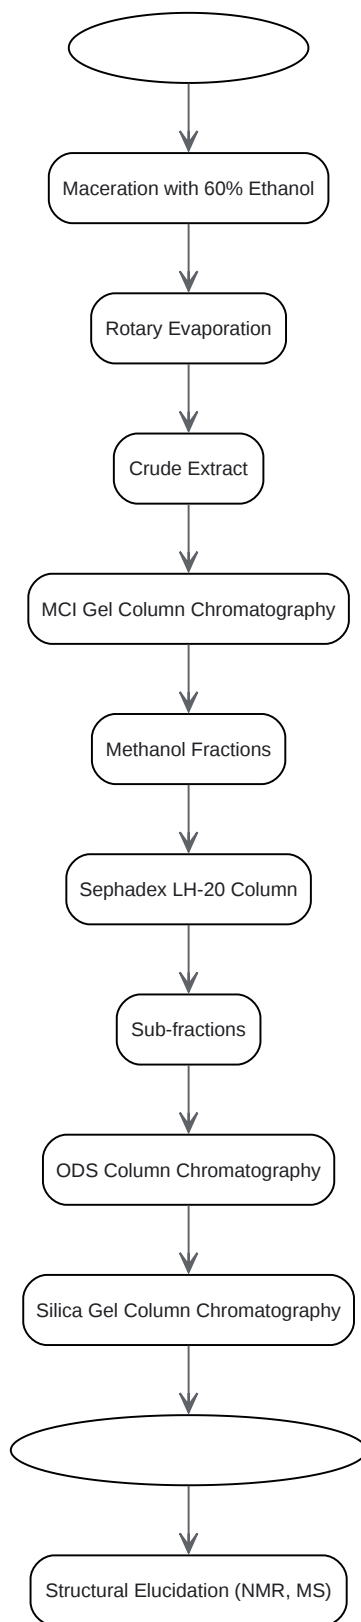 Maceration with 60% Ethanol
Rotary Evaporation
Crude Extract
MCI Gel Column Chromatography
Methanol Fractions
Sephadex LH-20 Column
Sub-fractions
ODS Column Chromatography
Silica Gel Column Chromatography
Structural Elucidation (NMR, MS)